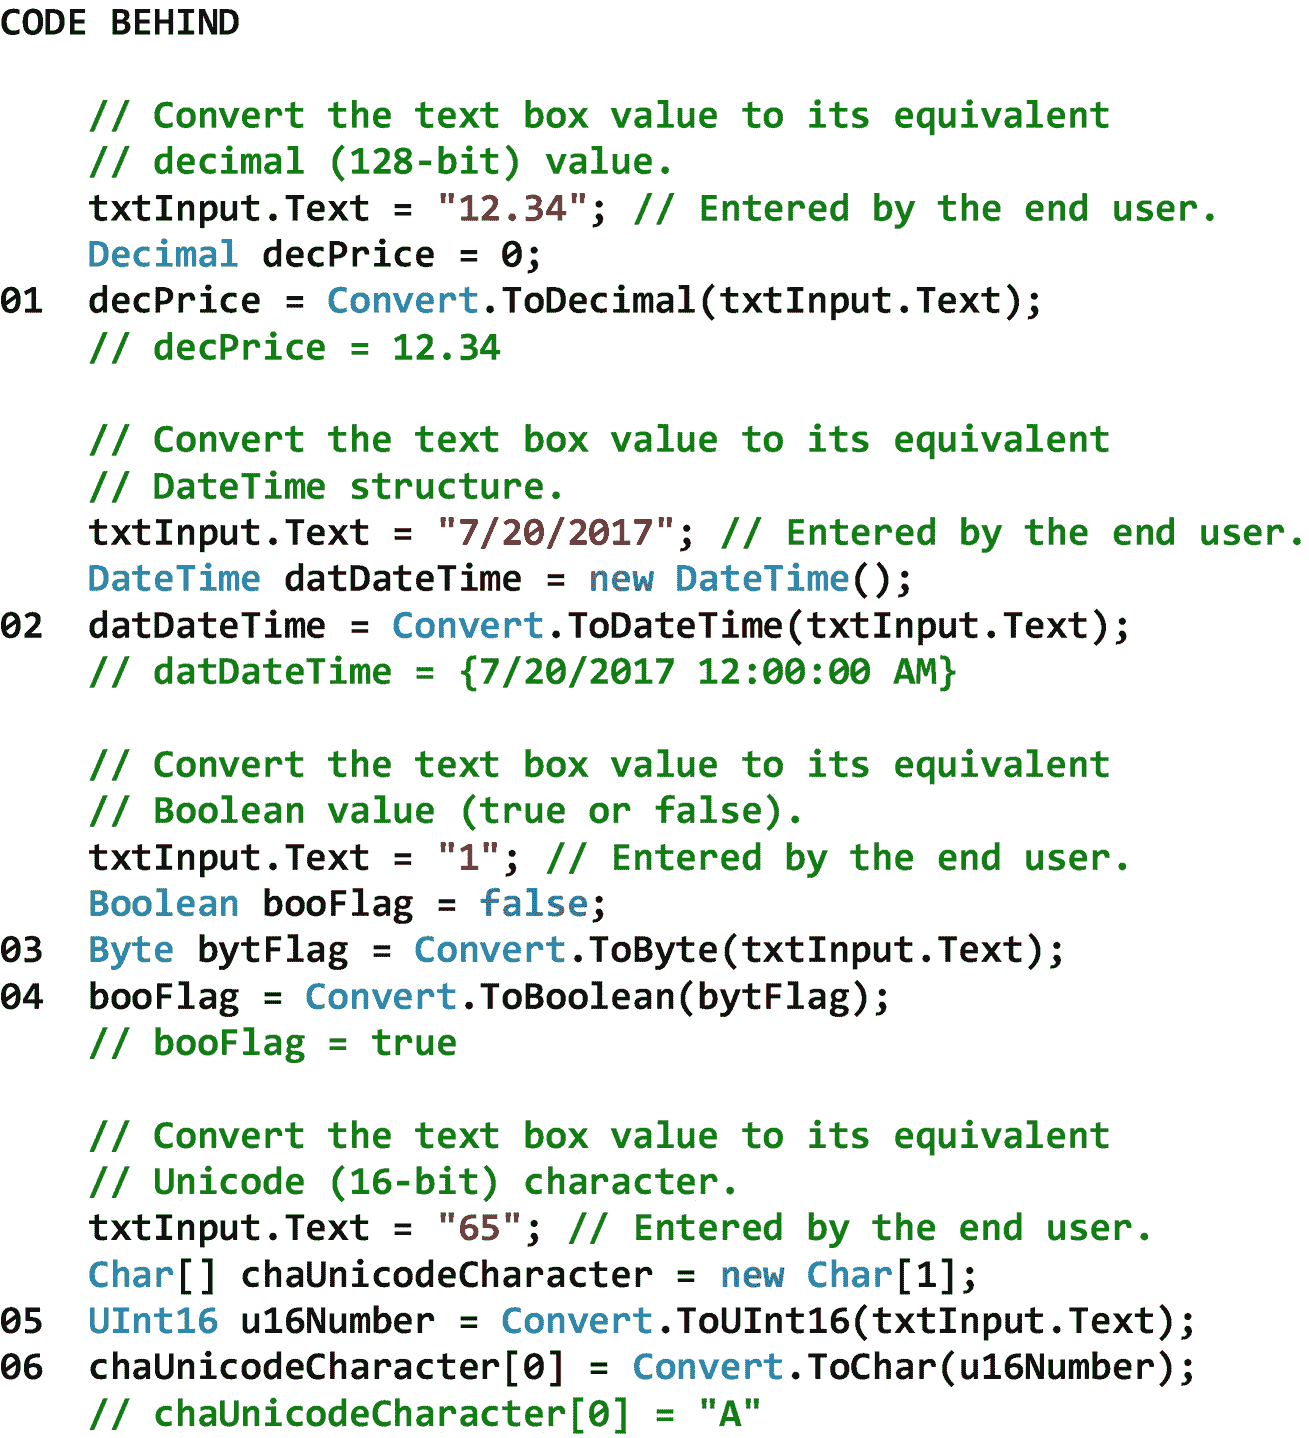 CODE BEHIND
// Convert the text box value to its equivalent
// decimal (128-bit) value.
txtInput.Text = "12.34"; // Entered by the end user.
Decimal decPrice = 0;
01 decPrice = Convert.ToDecimal(txtInput.Text);
// decPrice = 12.34
// Convert the text box value to its equivalent
// DateTime structure.
txtInput.Text = "7/20/2017"; // Entered by the end user.
DateTime datDateTime = new DateTime();
02 datDateTime = Convert.ToDateTime(txtInput.Text);
// datDateTime = {7/20/2017 12:00:00 AM}
// Convert the text box value to its equivalent
// Boolean value (true or false).
txtInput.Text = "1"; // Entered by the end user.
Boolean booFlag = false;
03 Byte bytFlag = Convert.ToByte(txtInput.Text);
04 booFlag = Convert.ToBoolean(bytFlag);
// booFlag = true
// Convert the text box value to its equivalent
// Unicode (16-bit) character.
txtInput.Text = "65"; // Entered by the end user.
Char[] chaUnicodeCharacter = new Char[1];
05 UInt16 u16Number = Convert.ToUInt16(txtInput.Text);
06 chaUnicodeCharacter[0] = Convert.ToChar(u16Number);
// chaUnicodeCharacter[0] = "A"